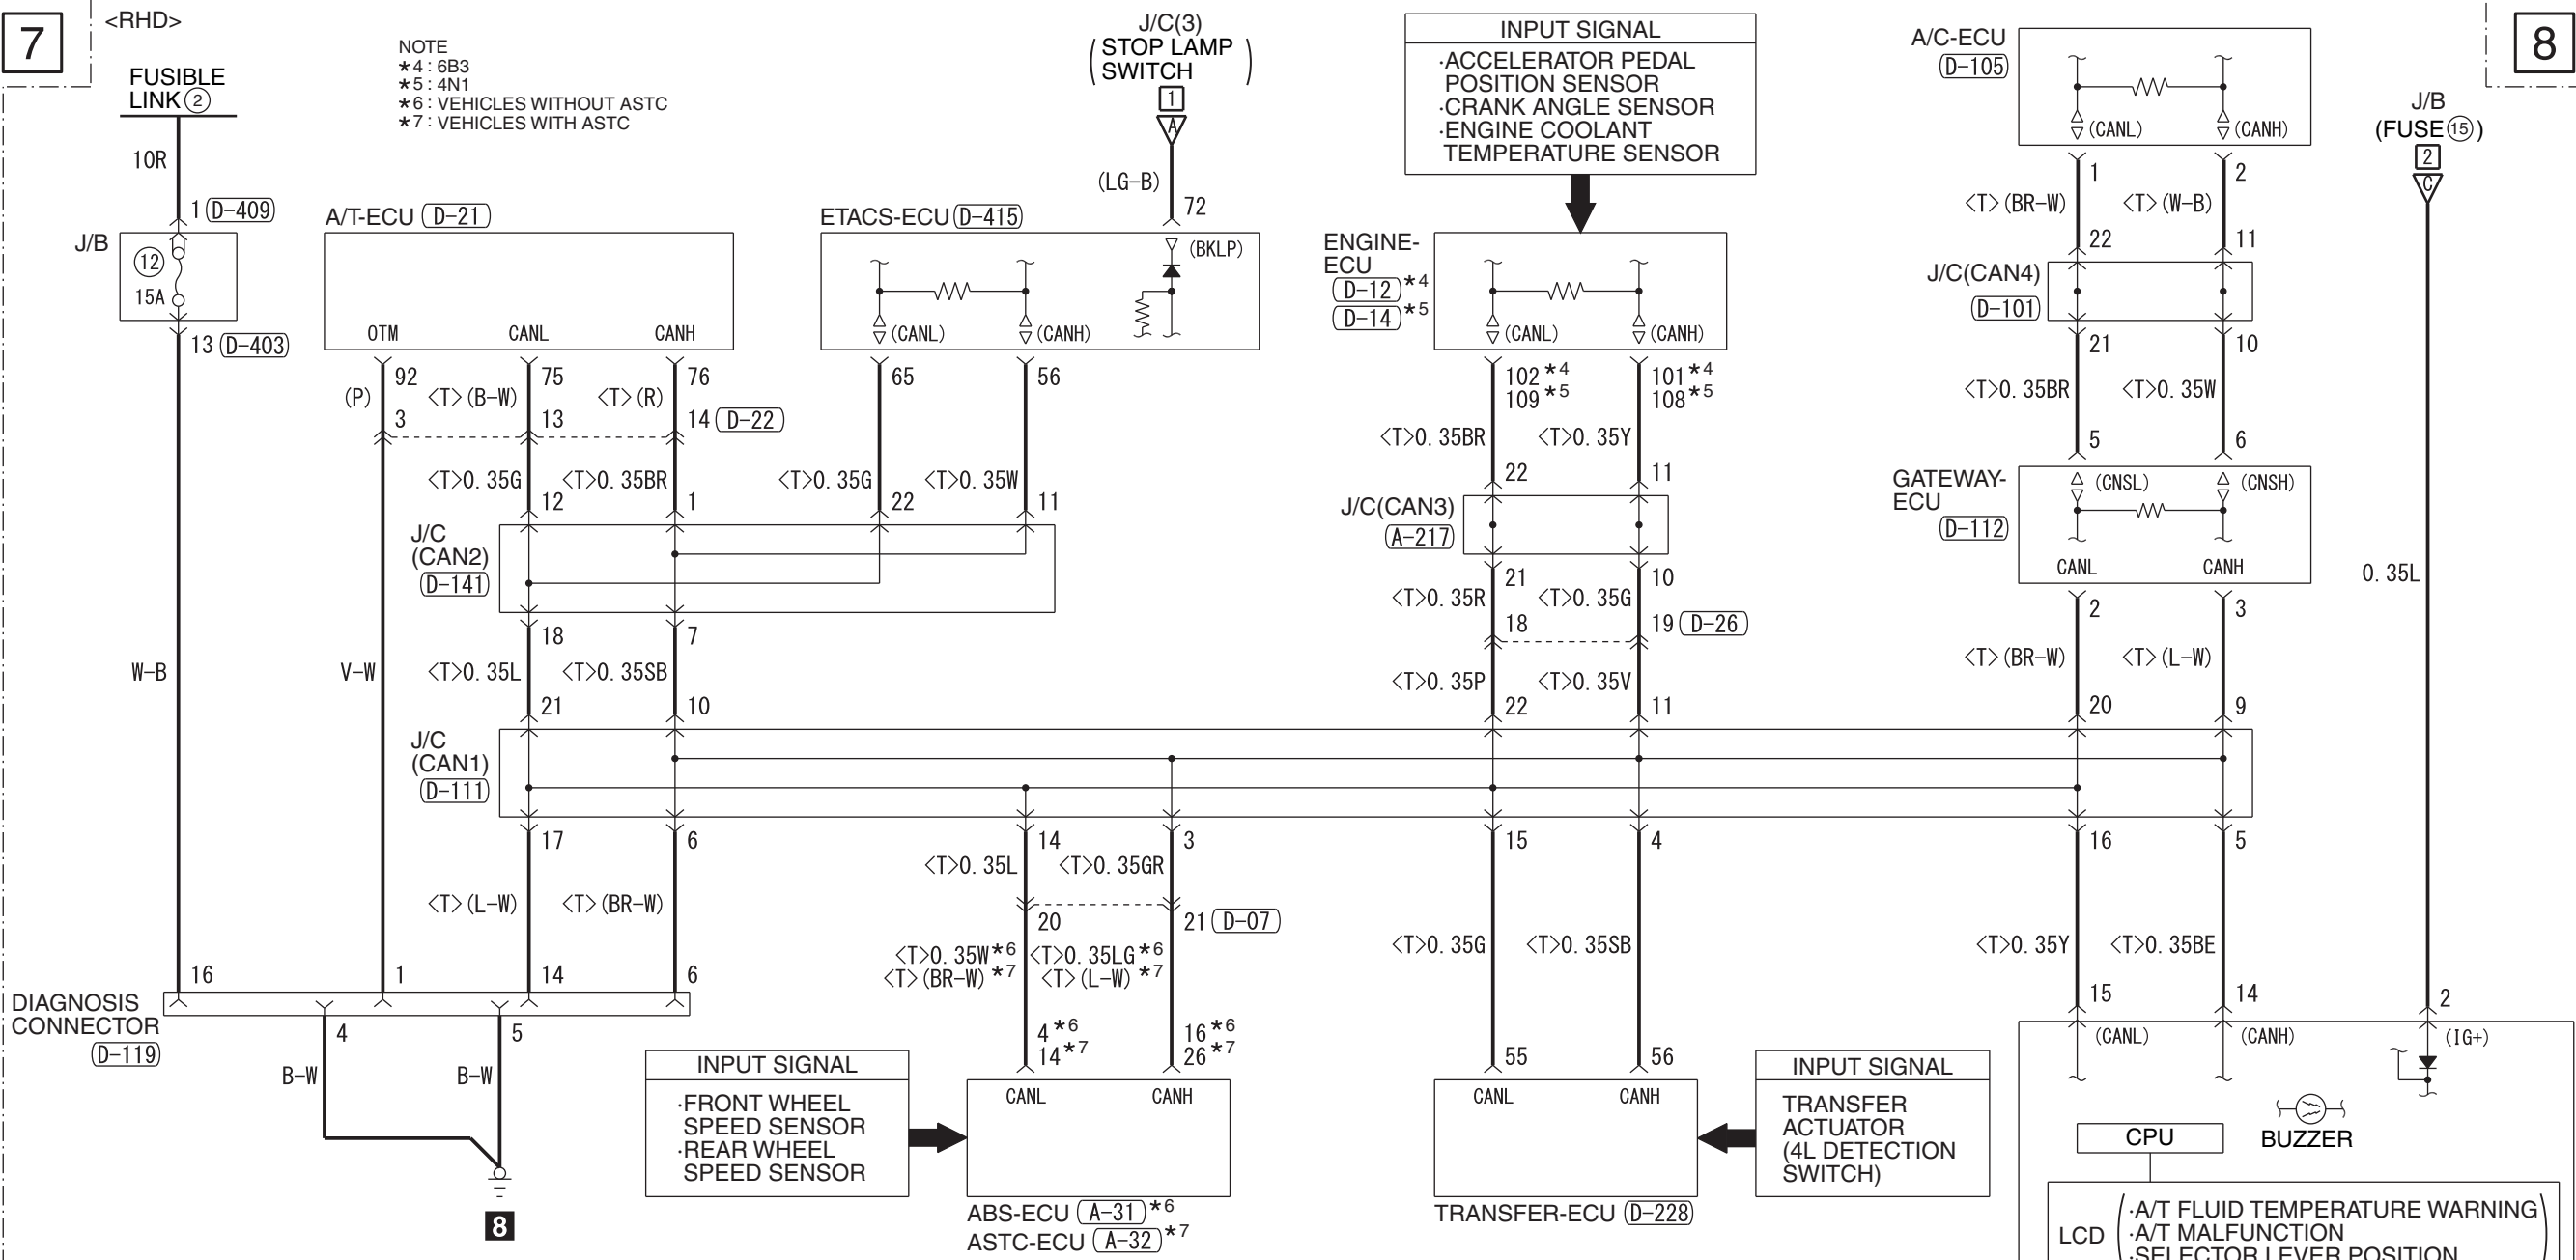 7
<RHD>
8
NOTE
*4 : 6B3
*5 : 4N1
*6 : VEHICLES WITHOUT ASTC
*7 : VEHICLES WITH ASTC
FUSIBLE
LINK ②
10R
1 (D-409)
J/B
⑫
15A
13 (D-403)
W-B
16
A/T-ECU (D-21)
OTM
CANL
CANH
92
75
76
(P)
<T>(B-W)
<T>(R)
3
13
14 (D-22)
V-W
<T>0.35G
<T>0.35BR
12
1
ETACS-ECU (D-415)
J/C(3)
(STOP LAMP
SWITCH)
1
A
(LG-B)
72
(BKLP)
(CANL)
(CANH)
65
56
<T>0.35G
<T>0.35W
22
11
J/C
(CAN2)
(D-141)
18
7
<T>0.35L
<T>0.35SB
21
10
INPUT SIGNAL
·ACCELERATOR PEDAL
POSITION SENSOR
·CRANK ANGLE SENSOR
·ENGINE COOLANT
TEMPERATURE SENSOR
ENGINE-
ECU
(D-12)*4
(D-14)*5
(CANL)
(CANH)
102*4
109*5
101*4
108*5
<T>0.35BR
<T>0.35Y
22
11
J/C(CAN3)
(A-217)
21
10
<T>0.35R
<T>0.35G
18
19 (D-26)
<T>0.35P
<T>0.35V
22
11
A/C-ECU
(D-105)
(CANL)
(CANH)
1
2
<T>(BR-W)
<T>(W-B)
22
11
J/C(CAN4)
(D-101)
21
10
<T>0.35BR
<T>0.35W
5
6
GATEWAY-
ECU
(D-112)
(CNSL)
(CNSH)
CANL
CANH
2
3
<T>(BR-W)
<T>(L-W)
20
9
J/B
(FUSE⑮)
2
C
0.35L
2
J/C
(CAN1)
(D-111)
17
6
14
3
15
4
16
5
<T>(L-W)
<T>(BR-W)
1
14
6
DIAGNOSIS
CONNECTOR
(D-119)
4
5
B-W
B-W
8
<T>0.35L
<T>0.35GR
20
21 (D-07)
<T>0.35W*6
<T>(BR-W)*7
<T>0.35LG*6
<T>(L-W)*7
4*6
14*7
16*6
26*7
INPUT SIGNAL
·FRONT WHEEL
SPEED SENSOR
·REAR WHEEL
SPEED SENSOR
CANL
CANH
ABS-ECU (A-31)*6
ASTC-ECU (A-32)*7
<T>0.35G
<T>0.35SB
55
56
CANL
CANH
TRANSFER-ECU (D-228)
INPUT SIGNAL
TRANSFER
ACTUATOR
(4L DETECTION
SWITCH)
<T>0.35Y
<T>0.35BE
15
14
(CANL)
(CANH)
(IG+)
CPU
BUZZER
LCD
·A/T FLUID TEMPERATURE WARNING
·A/T MALFUNCTION
·SELECTOR LEVER POSITION